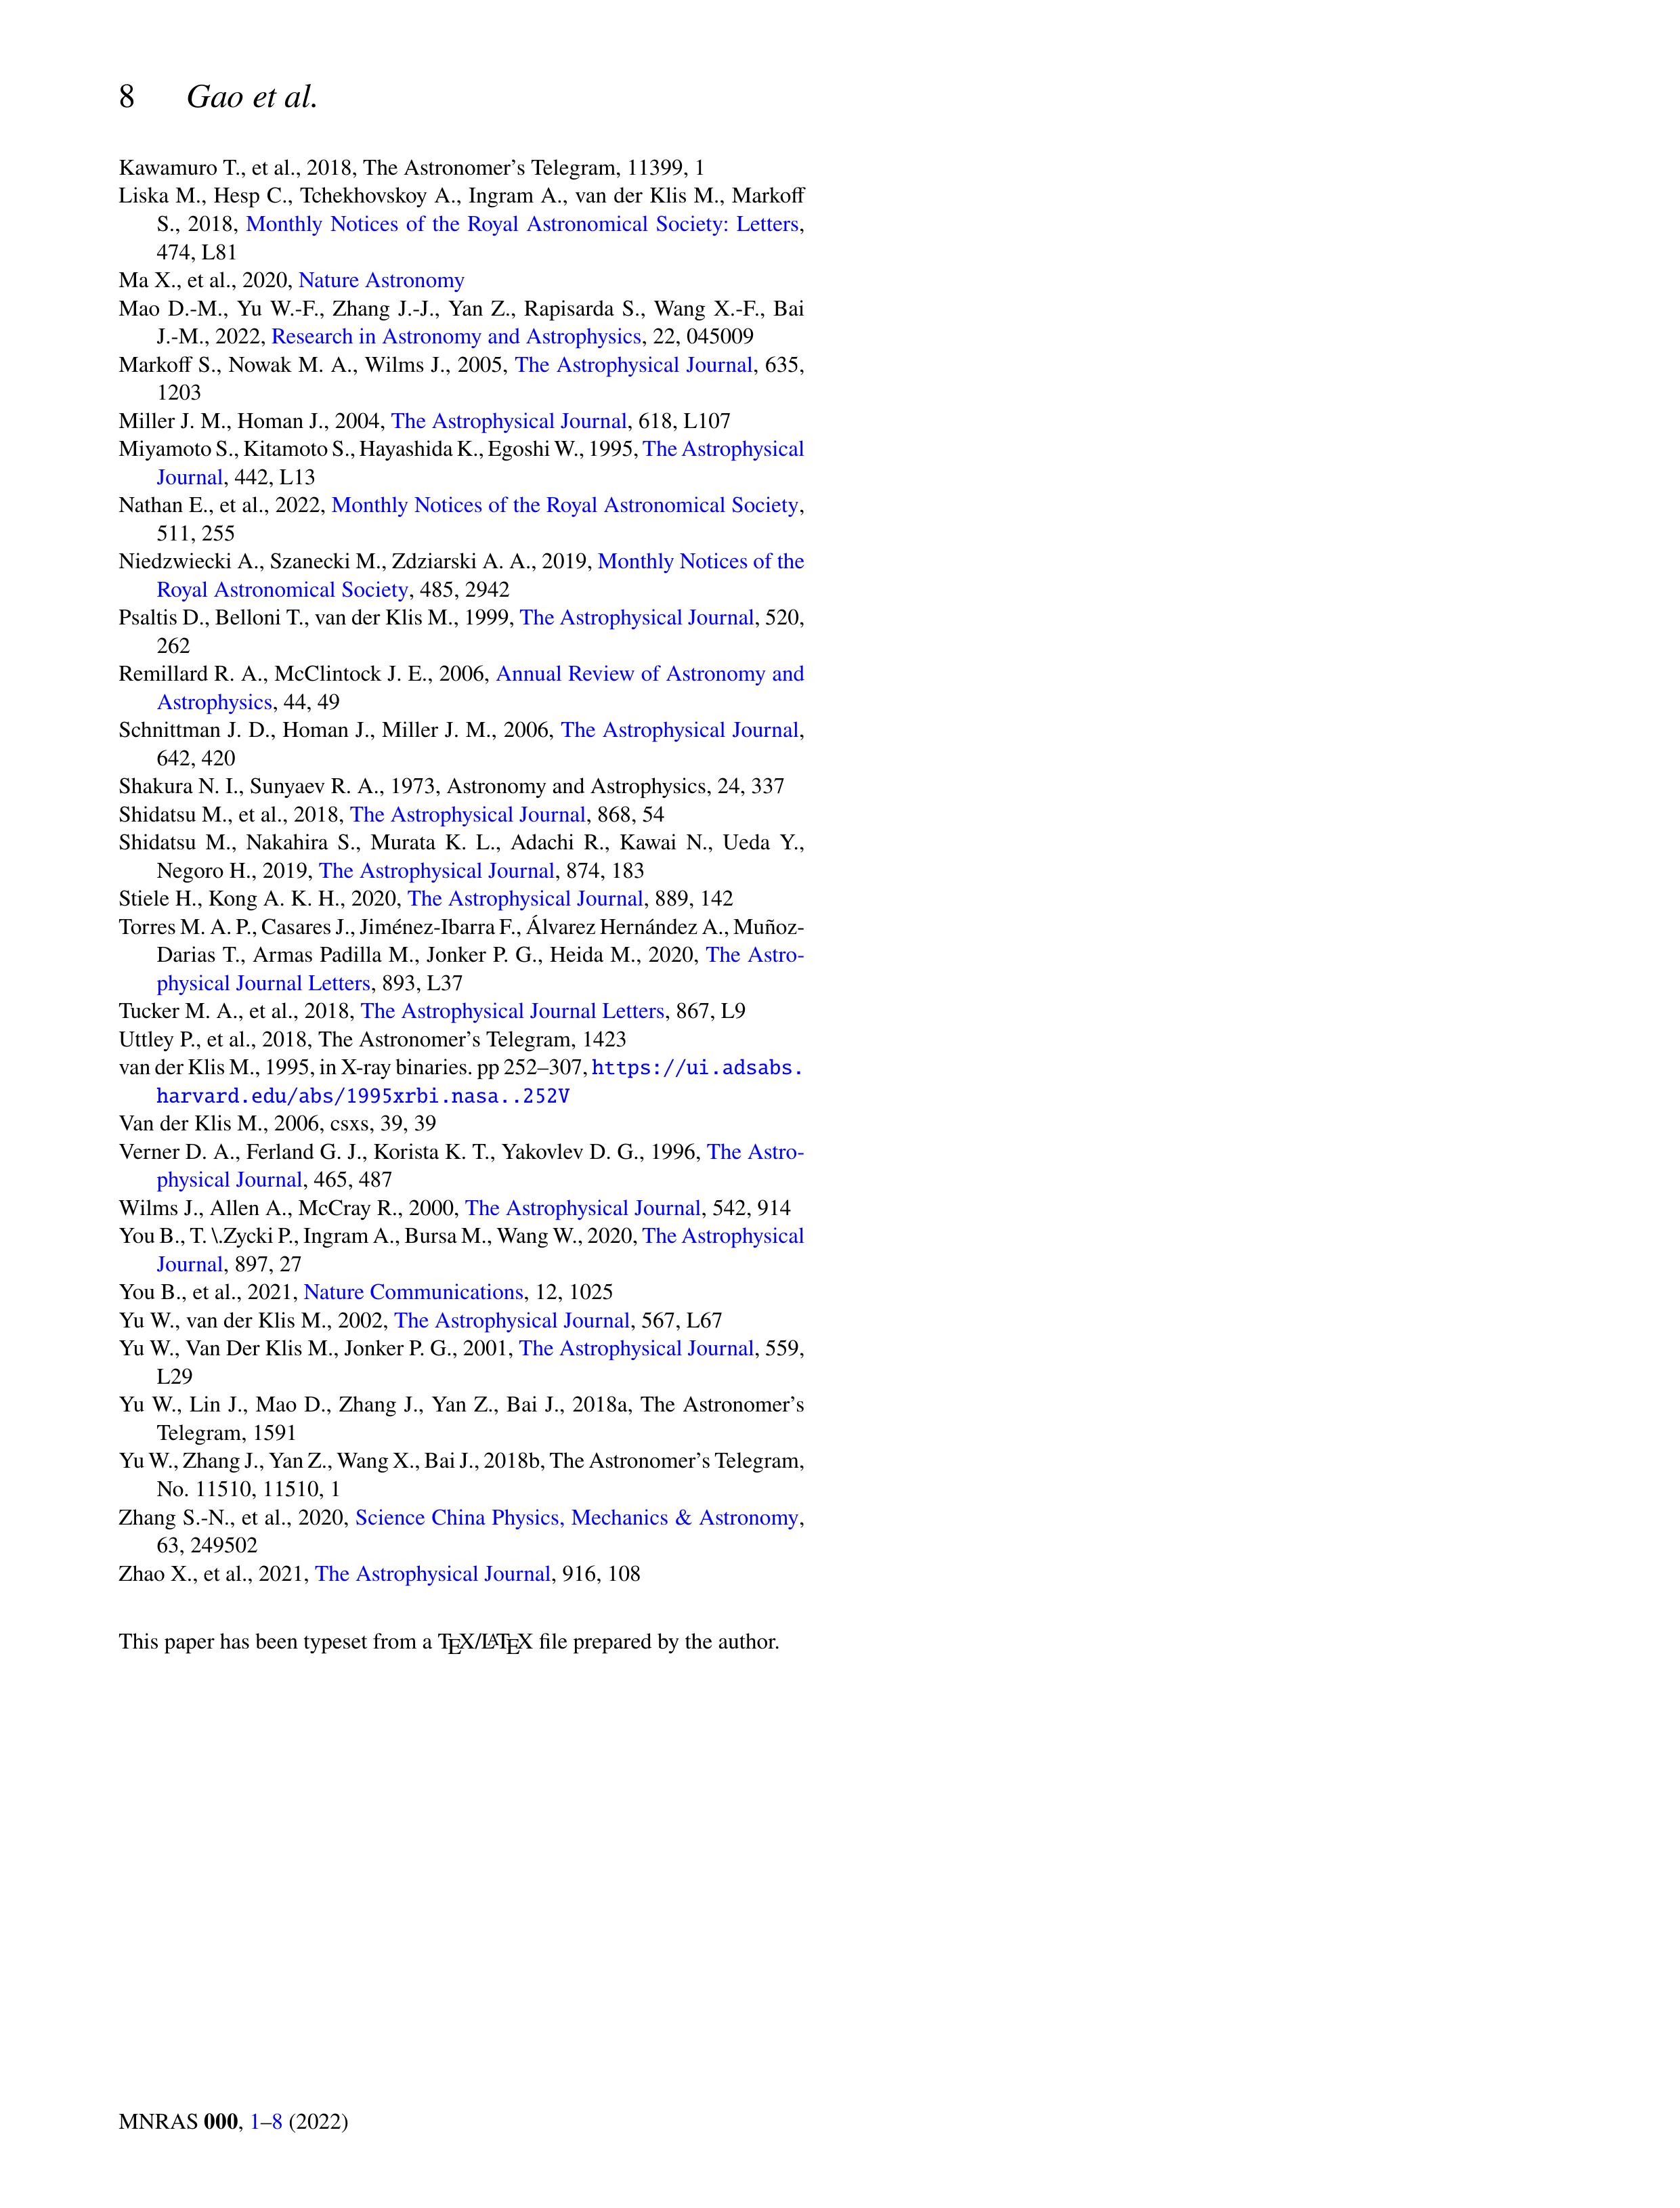 8 Gao et al.
Kawamuro T., et al., 2018, The Astronomer’s Telegram, 11399, 1
Liska M., Hesp C., Tchekhovskoy A., Ingram A., van der Klis M., Markoff
S., 2018, Monthly Notices of the Royal Astronomical Society: Letters,
474, L81
Ma X., et al., 2020, Nature Astronomy
Mao D.-M., Yu W.-F., Zhang J.-J., Yan Z., Rapisarda S., Wang X.-F., Bai
J.-M., 2022, Research in Astronomy and Astrophysics, 22, 045009
Markoff S., Nowak M. A., Wilms J., 2005, The Astrophysical Journal, 635,
1203
Miller J. M., Homan J., 2004, The Astrophysical Journal, 618, L107
Miyamoto S., Kitamoto S., Hayashida K., Egoshi W., 1995, The Astrophysical
Journal, 442, L13
Nathan E., et al., 2022, Monthly Notices of the Royal Astronomical Society,
511, 255
Niedzwiecki A., Szanecki M., Zdziarski A. A., 2019, Monthly Notices of the
Royal Astronomical Society, 485, 2942
Psaltis D., Belloni T., van der Klis M., 1999, The Astrophysical Journal, 520,
262
Remillard R. A., McClintock J. E., 2006, Annual Review of Astronomy and
Astrophysics, 44, 49
Schnittman J. D., Homan J., Miller J. M., 2006, The Astrophysical Journal,
642, 420
Shakura N. I., Sunyaev R. A., 1973, Astronomy and Astrophysics, 24, 337
Shidatsu M., et al., 2018, The Astrophysical Journal, 868, 54
Shidatsu M., Nakahira S., Murata K. L., Adachi R., Kawai N., Ueda Y.,
Negoro H., 2019, The Astrophysical Journal, 874, 183
Stiele H., Kong A. K. H., 2020, The Astrophysical Journal, 889, 142
Torres M. A. P., Casares J., Jiménez-Ibarra F., Álvarez Hernández A., Muñoz-
Darias T., Armas Padilla M., Jonker P. G., Heida M., 2020, The Astro-
physical Journal Letters, 893, L37
Tucker M. A., et al., 2018, The Astrophysical Journal Letters, 867, L9
Uttley P., et al., 2018, The Astronomer’s Telegram, 1423
van der Klis M., 1995, in X-ray binaries. pp 252–307, https://ui.adsabs.
harvard.edu/abs/1995xrbi.nasa..252V
Van der Klis M., 2006, csxs, 39, 39
Verner D. A., Ferland G. J., Korista K. T., Yakovlev D. G., 1996, The Astro-
physical Journal, 465, 487
Wilms J., Allen A., McCray R., 2000, The Astrophysical Journal, 542, 914
You B., T. \.Zycki P., Ingram A., Bursa M., Wang W., 2020, The Astrophysical
Journal, 897, 27
You B., et al., 2021, Nature Communications, 12, 1025
Yu W., van der Klis M., 2002, The Astrophysical Journal, 567, L67
Yu W., Van Der Klis M., Jonker P. G., 2001, The Astrophysical Journal, 559,
L29
Yu W., Lin J., Mao D., Zhang J., Yan Z., Bai J., 2018a, The Astronomer’s
Telegram, 1591
Yu W., Zhang J., Yan Z., Wang X., Bai J., 2018b, The Astronomer’s Telegram,
No. 11510, 11510, 1
Zhang S.-N., et al., 2020, Science China Physics, Mechanics & Astronomy,
63, 249502
Zhao X., et al., 2021, The Astrophysical Journal, 916, 108
This paper has been typeset from a TEX/LATEX file prepared by the author.
MNRAS 000, 1–8 (2022)